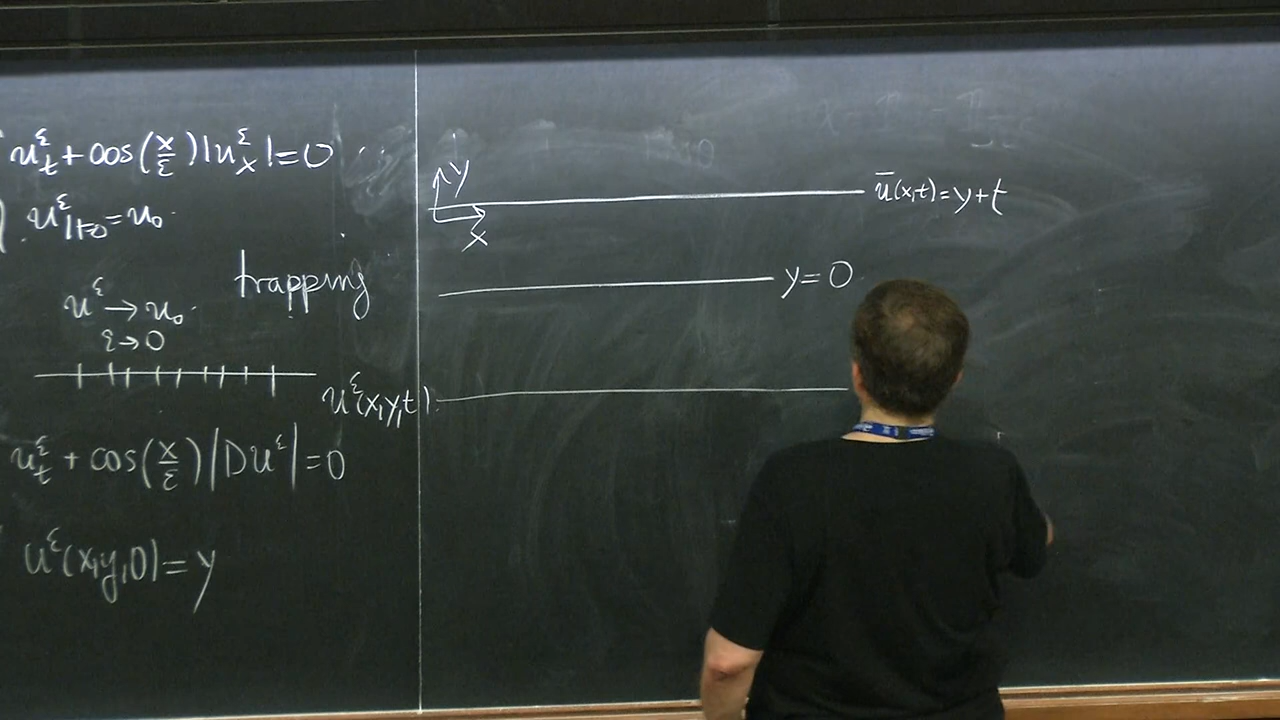 u^ε_t + cos(x/ε)|u^ε_x| = 0
u^ε|_{t=0} = u_0.
trapping
u^ε → u_0.
ε → 0
u^ε_t + cos(x/ε)|Du^ε| = 0
u^ε(x,y,0) = y
y
x
ū(x,t) = y + t
y = 0
u^ε(x,y,t)